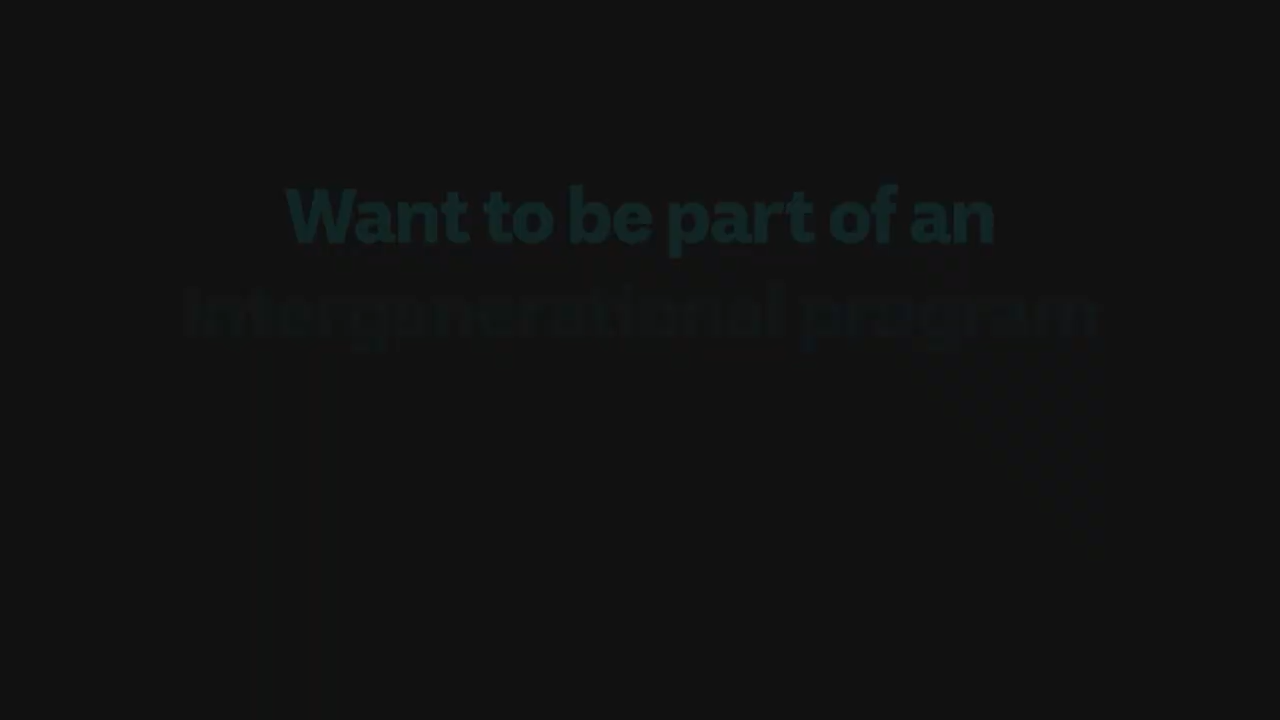 Want to be part of an
Intergenerational program